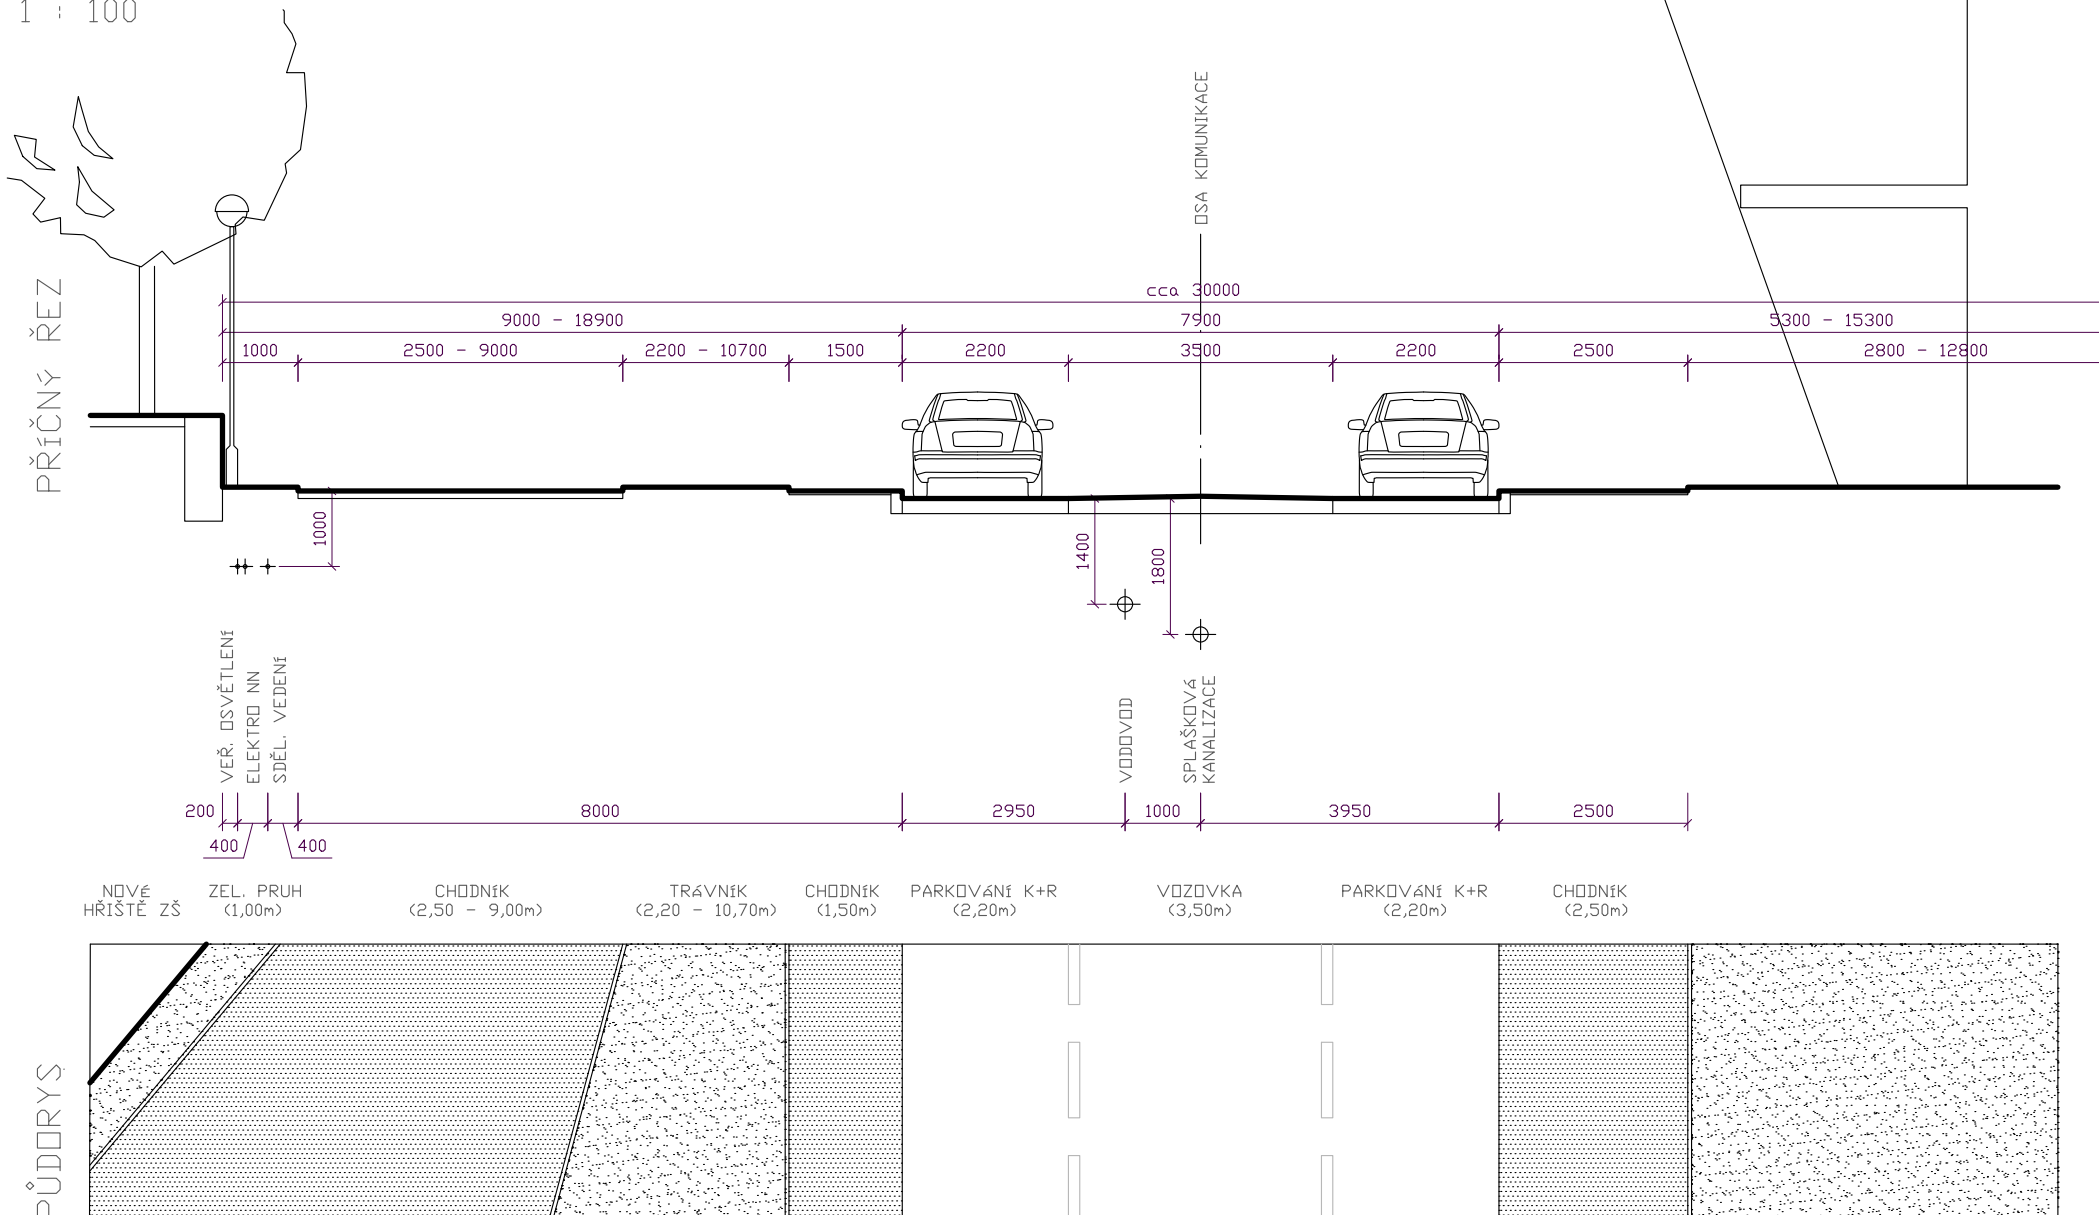 1 : 100
OSA KOMUNIKACE
PŘÍČNÝ ŘEZ
cca 30000
9000 - 18900 7900 5300 - 15300
1000 2500 - 9000 2200 - 10700 1500 2200 3500 2200 2500 2800 - 12800
1000
1400
1800
VEŘ. OSVĚTLENÍ
ELEKTRO NN
SDĚL. VEDENÍ
VODOVOD
SPLAŠKOVÁ
KANALIZACE
200 8000 2950 1000 3950 2500
400 400
NOVÉ
HŘIŠTĚ ZŠ
ZEL. PRUH
(1,00m)
CHODNÍK
(2,50 - 9,00m)
TRÁVNÍK
(2,20 - 10,70m)
CHODNÍK
(1,50m)
PARKOVÁNÍ K+R
(2,20m)
VOZOVKA
(3,50m)
PARKOVÁNÍ K+R
(2,20m)
CHODNÍK
(2,50m)
PŮDORYS